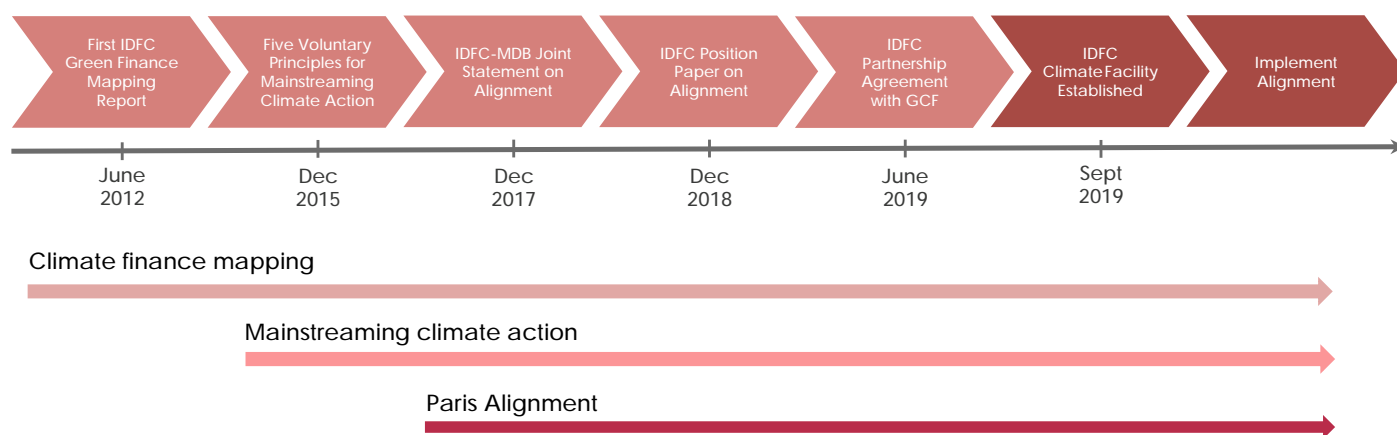 First IDFC
Green Finance
Mapping
Report
Five Voluntary
Principles for
Mainstreaming
Climate Action
IDFC-MDB Joint
Statement on
Alignment
IDFC Position
Paper on
Alignment
IDFC
Partnership
Agreement
with GCF
IDFC
Climate Facility
Established
Implement
Alignment
June
2012
Dec
2015
Dec
2017
Dec
2018
June
2019
Sept
2019
Climate finance mapping
Mainstreaming climate action
Paris Alignment